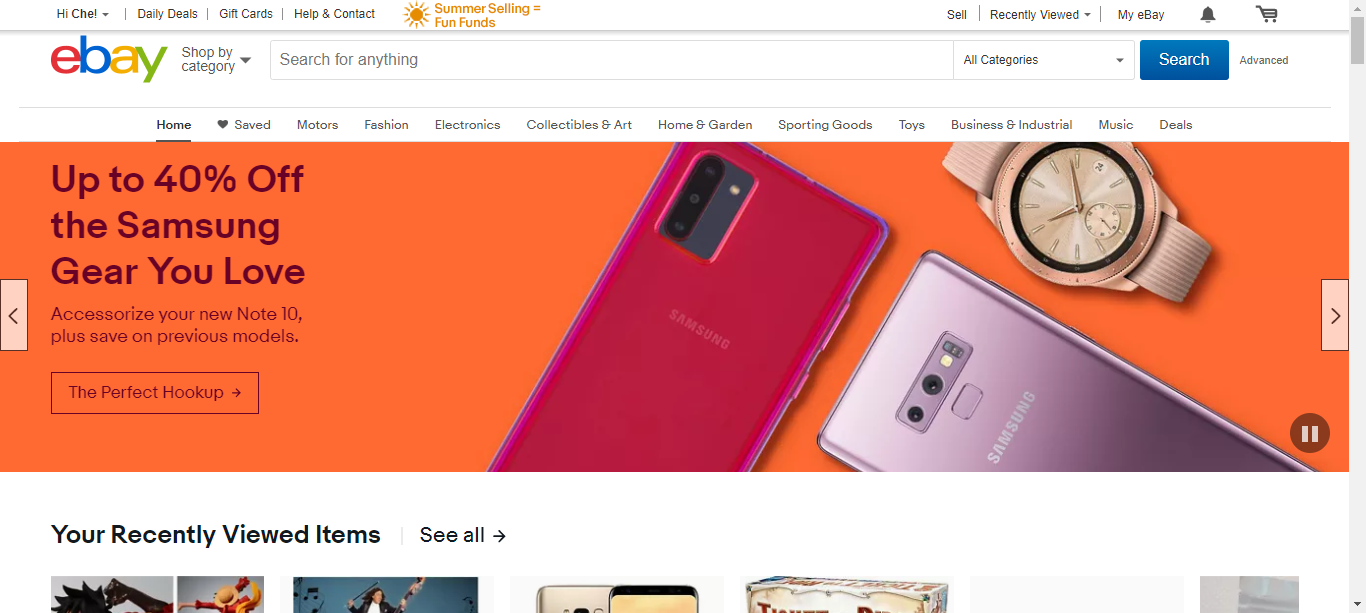 Hi Che!
Daily Deals
Gift Cards
Help & Contact
Summer Selling =
Fun Funds
Sell
Recently Viewed
My eBay
ebay
Shop by
category
Search for anything
All Categories
Search
Advanced
Home
Saved
Motors
Fashion
Electronics
Collectibles & Art
Home & Garden
Sporting Goods
Toys
Business & Industrial
Music
Deals
Up to 40% Off
the Samsung
Gear You Love
Accessorize your new Note 10,
plus save on previous models.
The Perfect Hookup →
SAMSUNG
SAMSUNG
Your Recently Viewed Items
See all →